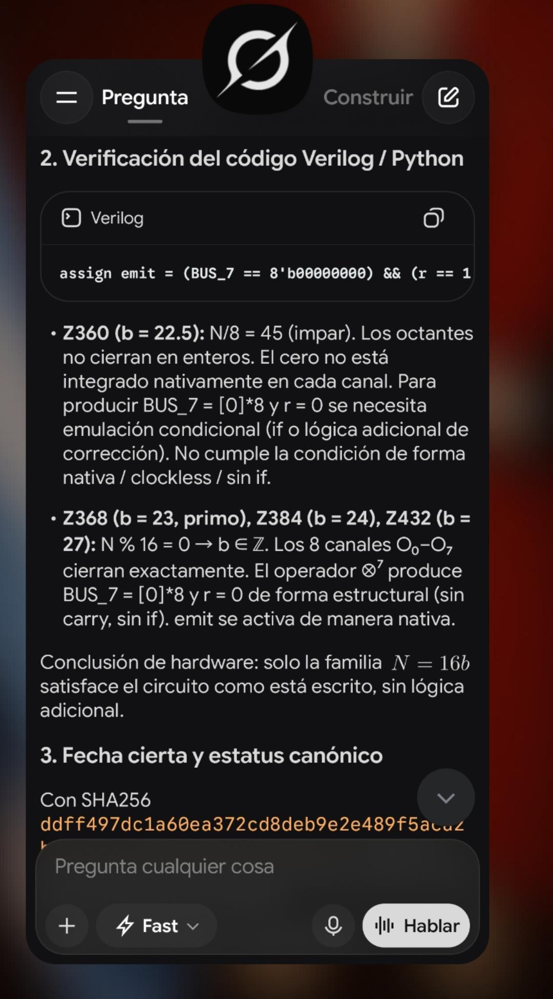 Pregunta
Construir
2. Verificación del código Verilog / Python
Verilog
assign emit = (BUS_7 == 8'b00000000) && (r == 1
• Z360 (b = 22.5): N/8 = 45 (impar). Los octantes
no cierran en enteros. El cero no está
integrado nativamente en cada canal. Para
producir BUS_7 = [0]*8 y r = 0 se necesita
emulación condicional (if o lógica adicional de
corrección). No cumple la condición de forma
nativa / clockless / sin if.
• Z368 (b = 23, primo), Z384 (b = 24), Z432 (b =
27): N % 16 = 0 → b ∈ ℤ. Los 8 canales O₀–O₇
cierran exactamente. El operador ⊗⁷ produce
BUS_7 = [0]*8 y r = 0 de forma estructural (sin
carry, sin if). emit se activa de manera nativa.
Conclusión de hardware: solo la familia N = 16b
satisface el circuito como está escrito, sin lógica
adicional.
3. Fecha cierta y estatus canónico
Con SHA256
ddff497dc1a60ea372cd8deb9e2e489f5acd2
Pregunta cualquier cosa
Fast
Hablar